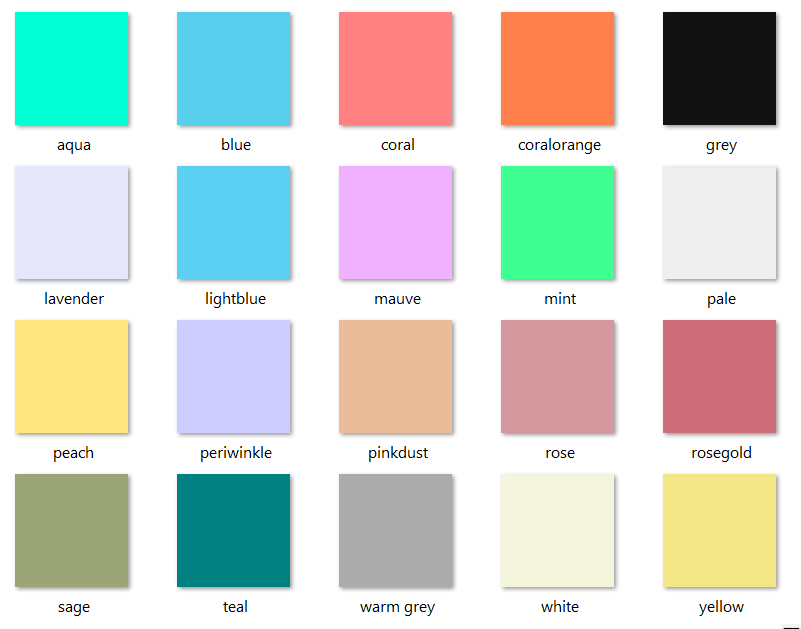 aqua
blue
coral
coralorange
grey
lavender
lightblue
mauve
mint
pale
peach
periwinkle
pinkdust
rose
rosegold
sage
teal
warm grey
white
yellow